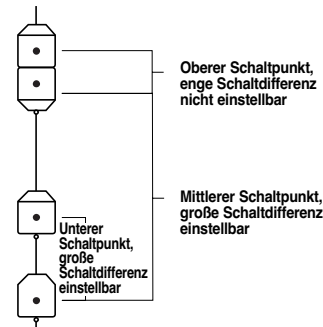 Oberer Schaltpunkt,
enge Schaltdifferenz
nicht einstellbar
Mittlerer Schaltpunkt,
große Schaltdifferenz
einstellbar
Unterer
Schaltpunkt,
große
Schaltdifferenz
einstellbar